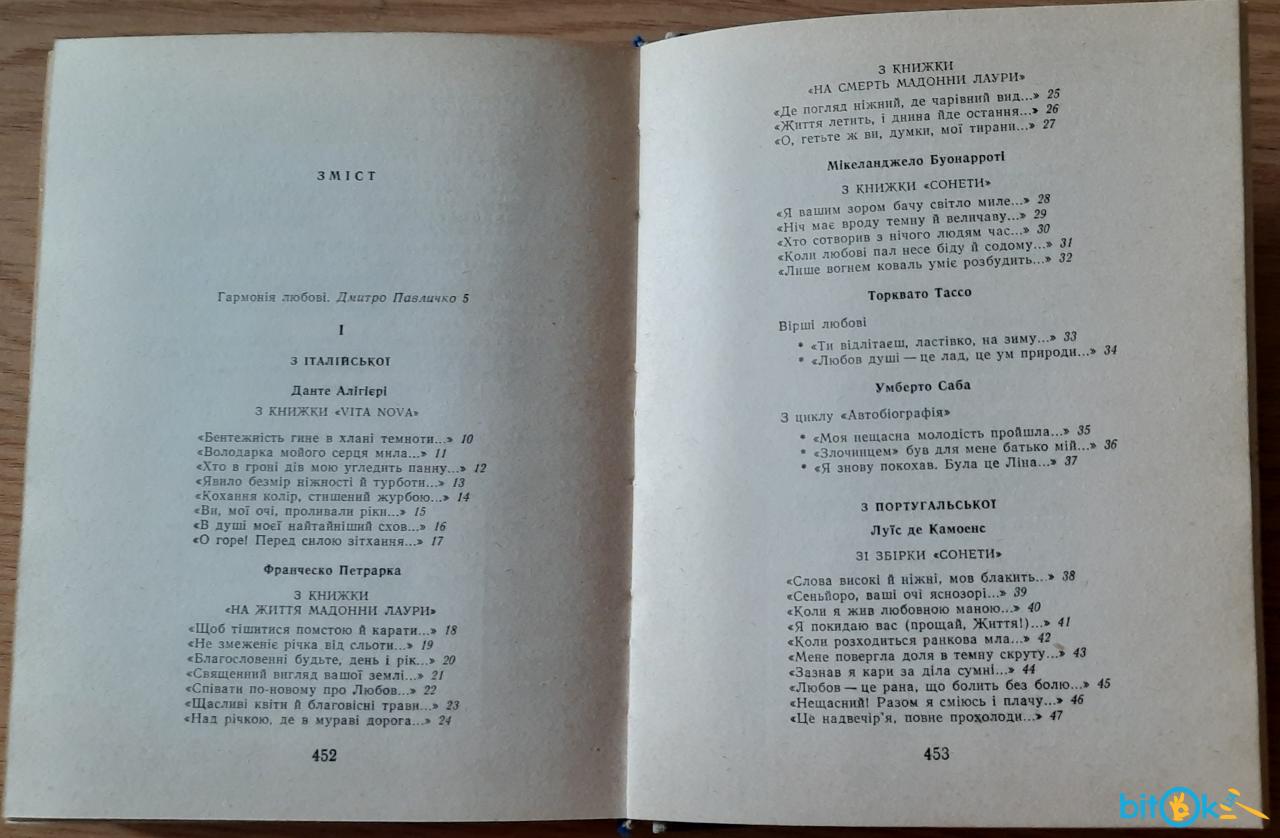 ЗМІСТ
Гармонія любові. Дмитро Павличко 5
I
З ІТАЛІЙСЬКОЇ
Данте Алігієрі
З КНИЖКИ «VITA NOVA»
«Бентежність гине в хлані темноти...» 10
«Володарка мойого серця мила...» 11
«Хто в гроні дів мою угледить панну...» 12
«Явило безмір ніжності й турботи...» 13
«Кохання колір, стишений журбою...» 14
«Ви, мої очі, проливали ріки...» 15
«В душі моєї найтайніший схов...» 16
«О горе! Перед силою зітхання...» 17
Франческо Петрарка
З КНИЖКИ
«НА ЖИТТЯ МАДОННИ ЛАУРИ»
«Щоб тішитися помстою й карати...» 18
«Не змеженіє річка від сльоти...» 19
«Благословенні будьте, день і рік...» 20
«Священний вигляд вашої землі...» 21
«Співати по-новому про Любов...» 22
«Щасливі квіти й благовісні трави...» 23
«Над річкою, де в мураві дорога...» 24
452
З КНИЖКИ
«НА СМЕРТЬ МАДОННИ ЛАУРИ»
«Де погляд ніжний, де чарівний вид...» 25
«Життя летить, і днина йде остання...» 26
«О, гетьте ж ви, думки, мої тирани...» 27
Мікеланджело Буонарроті
З КНИЖКИ «СОНЕТИ»
«Я вашим зором бачу світло миле...» 28
«Ніч має вроду темну й величаву...» 29
«Хто сотворив з нічого людям час...» 30
«Коли любові пал несе біду й содому...» 31
«Лише вогнем коваль уміє розбудить...» 32
Торквато Тассо
Вірші любові
* «Ти відлітаєш, ластівко, на зиму...» 33
* «Любов душі — це лад, це ум природи...» 34
Умберто Саба
З циклу «Автобіографія»
* «Моя нещасна молодість пройшла...» 35
* «Злочинцем» був для мене батько мій...» 36
* «Я знову покохав. Була це Ліна...» 37
З ПОРТУГАЛЬСЬКОЇ
Луїс де Камоенс
ЗІ ЗБІРКИ «СОНЕТИ»
«Слова високі й ніжні, мов блакить...» 38
«Сеньйоро, ваші очі яснозорі...» 39
«Коли я жив любовною маною...» 40
«Я покидаю вас (прощай, Життя!)...» 41
«Коли розходиться ранкова мла...» 42
«Мене повергла доля в темну скруту...» 43
«Зазнав я кари за діла сумні...» 44
«Любов — це рана, що болить без болю...» 45
«Нещасний! Разом я сміюсь і плачу...» 46
«Це надвечір'я, повне прохолоди...» 47
453
bitOk